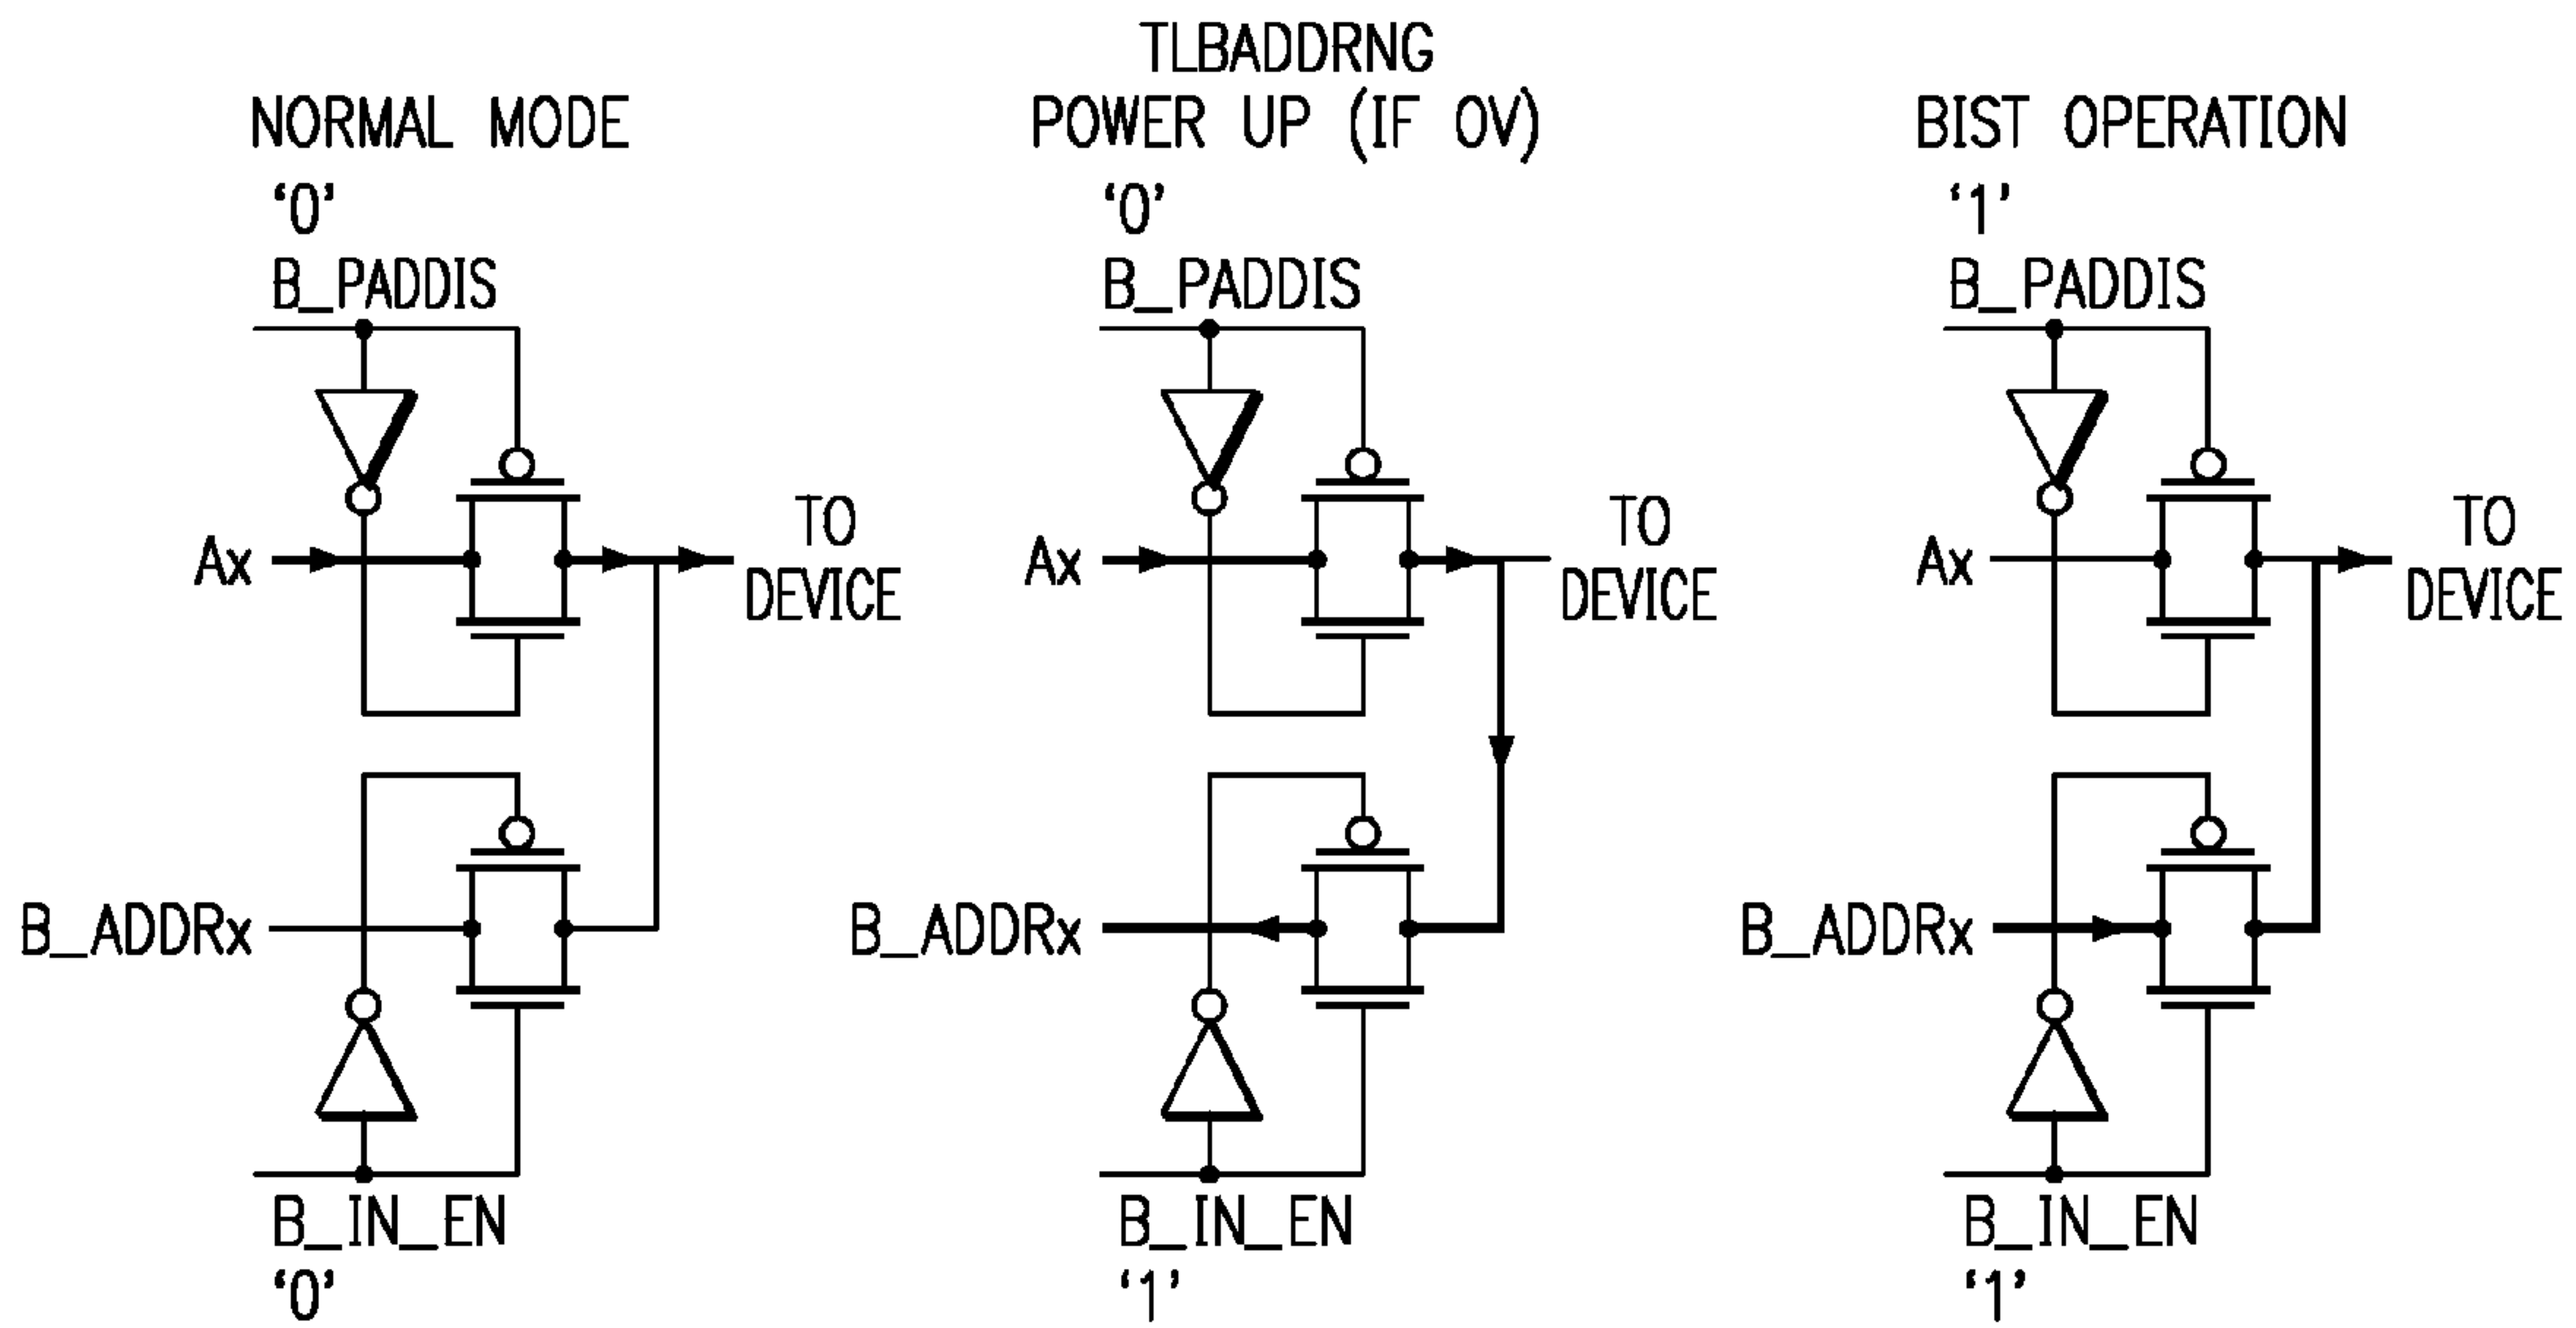 NORMAL MODE
‘0’
B_PADDIS
Ax
TO
DEVICE
B_ADDRx
B_IN_EN
‘0’
TLBADDRNG
POWER UP (IF 0V)
‘0’
B_PADDIS
Ax
TO
DEVICE
B_ADDRx
B_IN_EN
‘1’
BIST OPERATION
‘1’
B_PADDIS
Ax
TO
DEVICE
B_ADDRx
B_IN_EN
‘1’